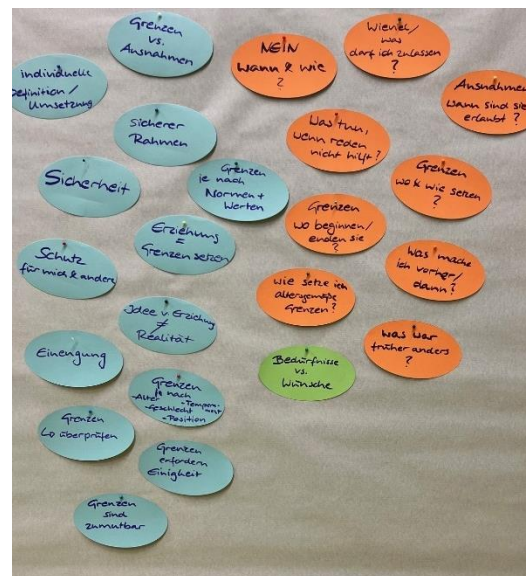 Grenzen
vs.
Ausnahmen
individuelle
Definition /
Umsetzung
sicherer
Rahmen
Sicherheit
Grenzen
je nach
Normen +
Werten
Erziehung
=
Grenzen setzen
Schutz
für mich & andere
Idee v. Erziehung
≠
Realität
Einengung
Grenzen
je nach
-Alter -Tempera-
ment
-Geschlecht
-Position
Grenzen
↳ überprüfen
Grenzen
erfordern
Einigkeit
Grenzen
sind
zumutbar
NEIN
wann & wie
?
Wieviel /
was
darf ich zulassen
?
Ausnahmen
wann sind sie
erlaubt ?
Was tun,
wenn reden
nicht hilft ?
Grenzen
wo & wie setzen
?
Grenzen
wo beginnen /
enden sie
?
Was mache
ich vorher /
dann ?
Wie setze ich
altersgemäße
Grenzen ?
Was war
früher anders
?
Bedürfnisse
vs.
Wünsche